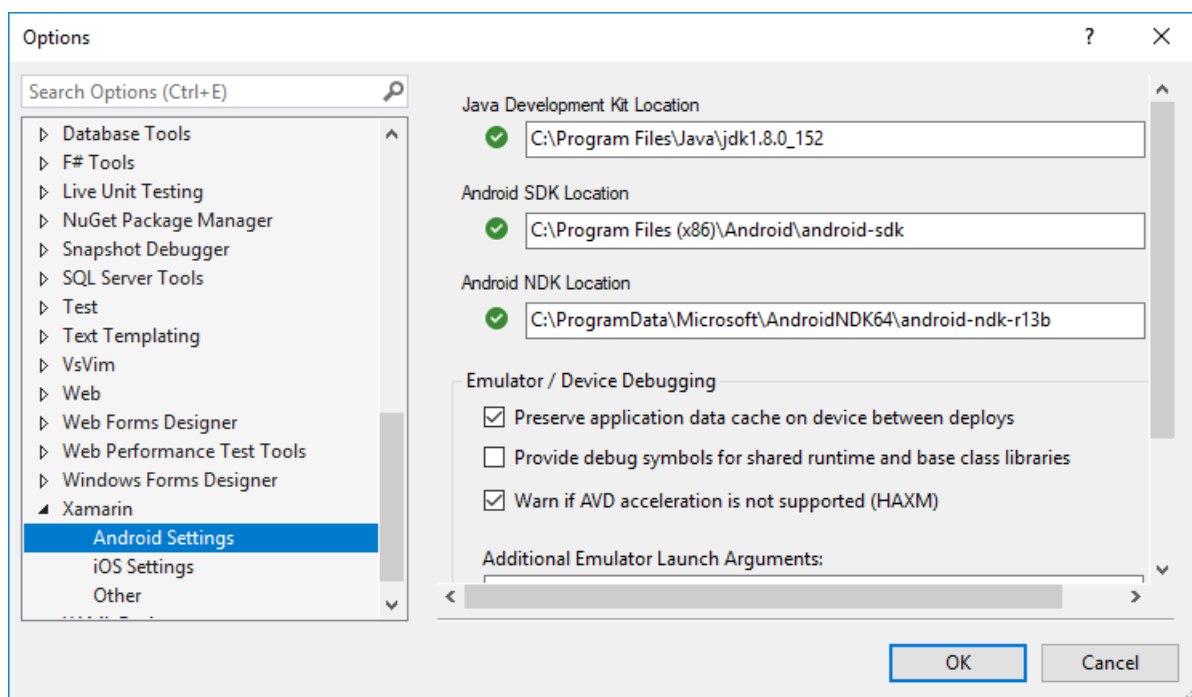 Options
?
Search Options (Ctrl+E)
Database Tools
F# Tools
Live Unit Testing
NuGet Package Manager
Snapshot Debugger
SQL Server Tools
Test
Text Templating
VsVim
Web
Web Forms Designer
Web Performance Test Tools
Windows Forms Designer
Xamarin
Android Settings
iOS Settings
Other
Java Development Kit Location
C:\Program Files\Java\jdk1.8.0_152
Android SDK Location
C:\Program Files (x86)\Android\android-sdk
Android NDK Location
C:\ProgramData\Microsoft\AndroidNDK64\android-ndk-r13b
Emulator / Device Debugging
Preserve application data cache on device between deploys
Provide debug symbols for shared runtime and base class libraries
Warn if AVD acceleration is not supported (HAXM)
Additional Emulator Launch Arguments:
OK
Cancel